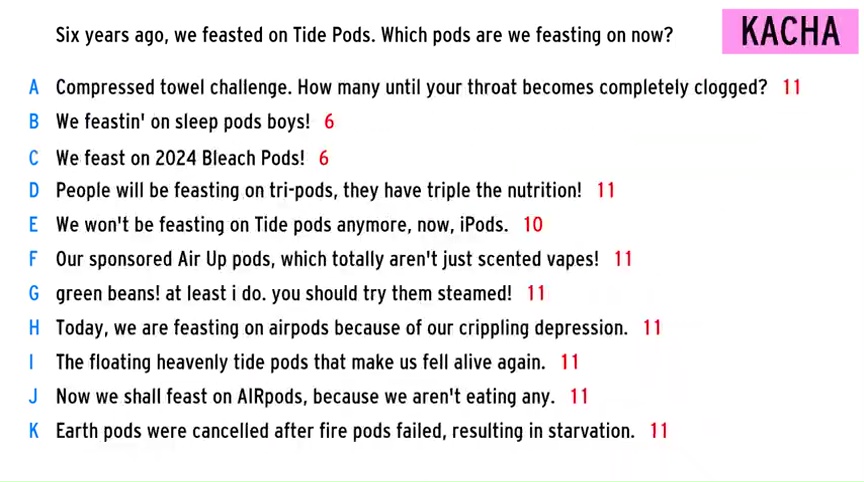 Six years ago, we feasted on Tide Pods. Which pods are we feasting on now?
KACHA
A Compressed towel challenge. How many until your throat becomes completely clogged? 11
B We feastin' on sleep pods boys! 6
C We feast on 2024 Bleach Pods! 6
D People will be feasting on tri-pods, they have triple the nutrition! 11
E We won't be feasting on Tide pods anymore, now, iPods. 10
F Our sponsored Air Up pods, which totally aren't just scented vapes! 11
G green beans! at least i do. you should try them steamed! 11
H Today, we are feasting on airpods because of our crippling depression. 11
I The floating heavenly tide pods that make us fell alive again. 11
J Now we shall feast on AIRpods, because we aren't eating any. 11
K Earth pods were cancelled after fire pods failed, resulting in starvation. 11